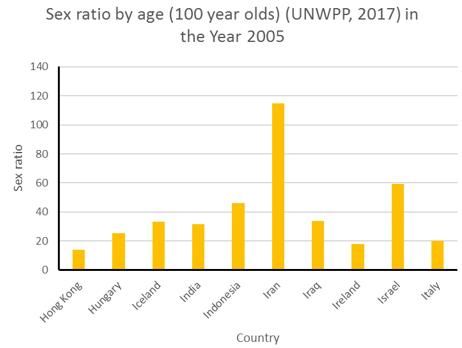 Sex ratio by age (100 year olds) (UNWPP, 2017) in
the Year 2005
140
120
100
80
60
40
20
0
Sex ratio
Hong Kong
Hungary
Iceland
India
Indonesia
Iran
Iraq
Ireland
Israel
Italy
Country